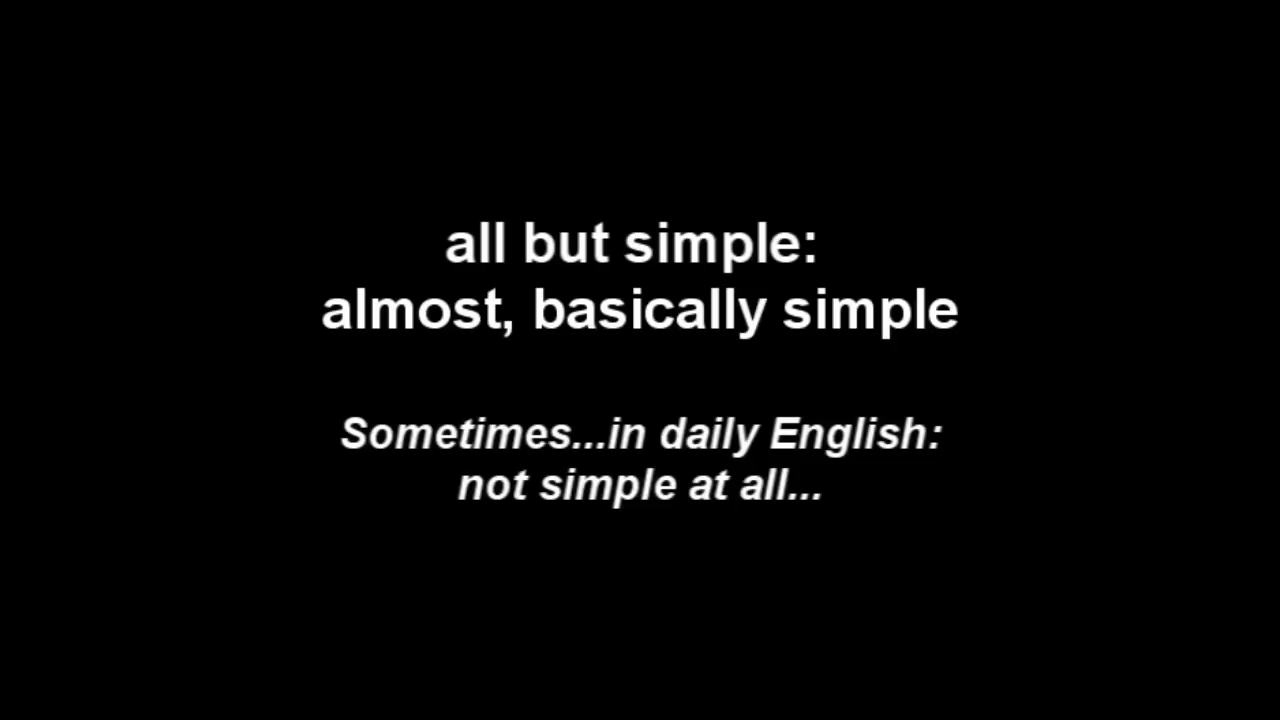 all but simple:
almost, basically simple
Sometimes...in daily English:
not simple at all...